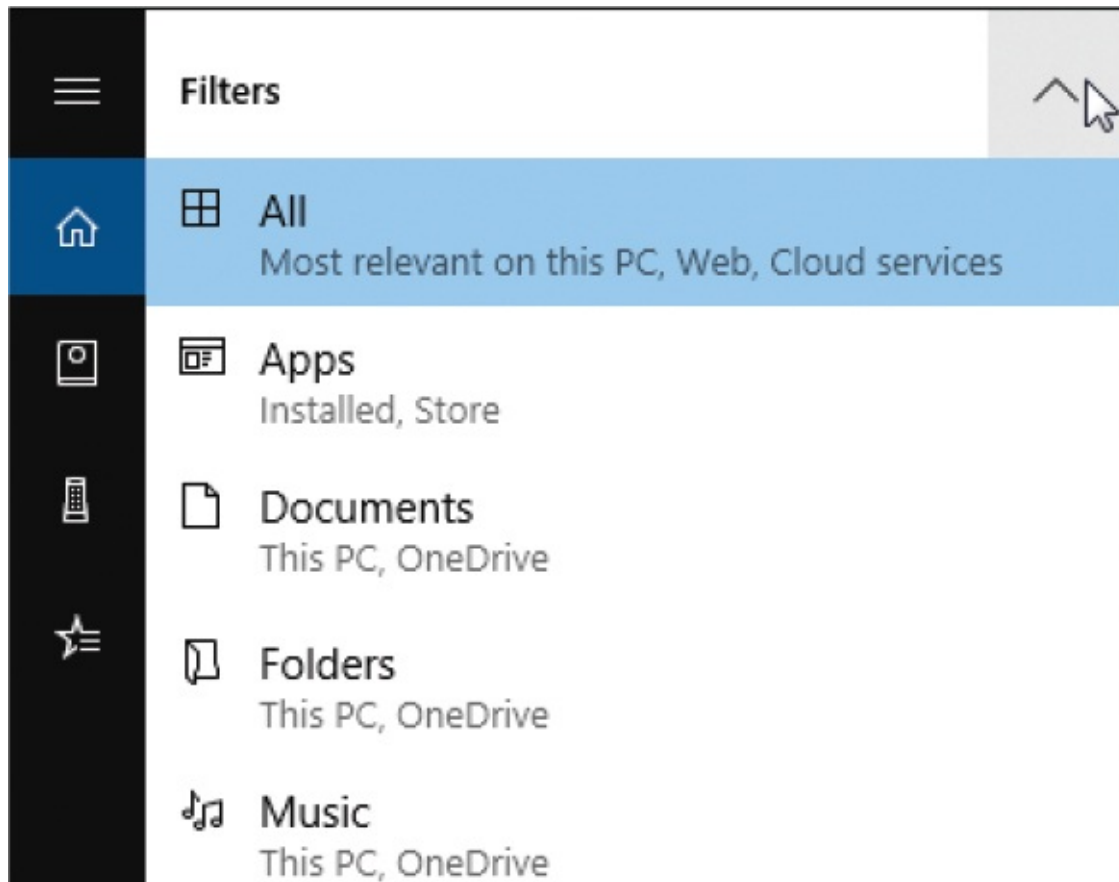 Filters
All
Most relevant on this PC, Web, Cloud services
Apps
Installed, Store
Documents
This PC, OneDrive
Folders
This PC, OneDrive
Music
This PC, OneDrive